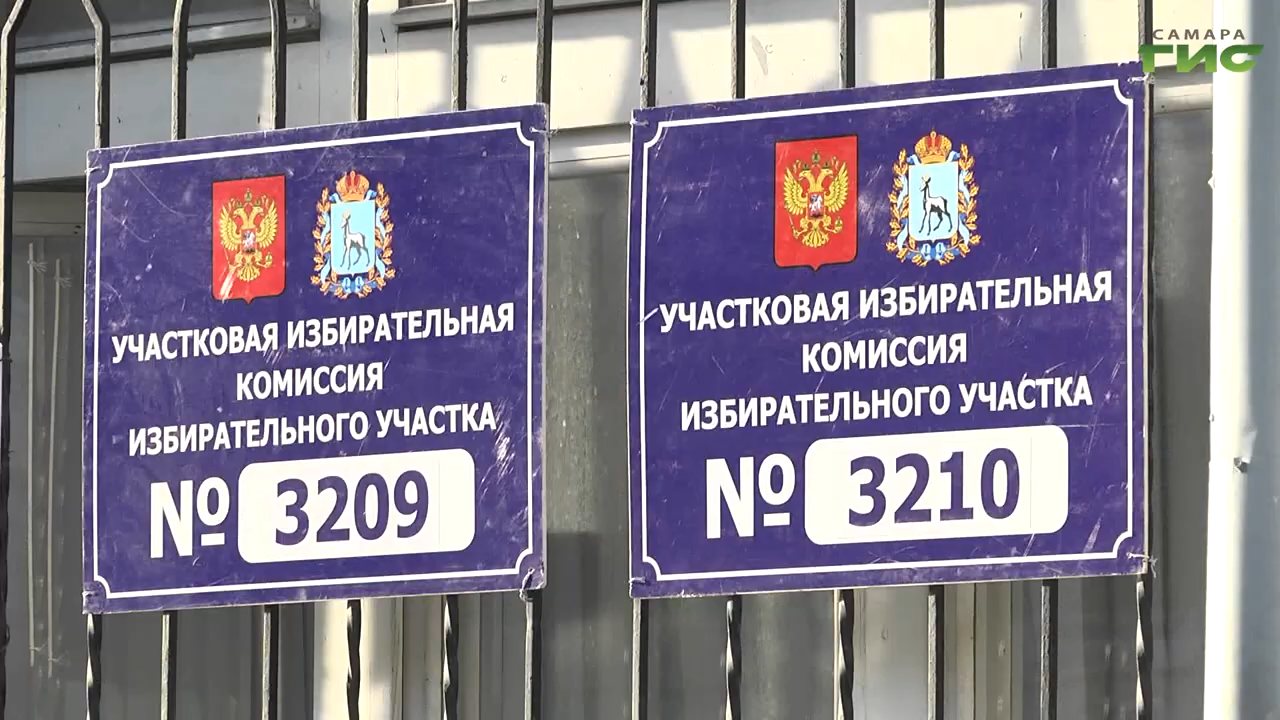 САМАРА
ГИС
УЧАСТКОВАЯ ИЗБИРАТЕЛЬНАЯ
КОМИССИЯ
ИЗБИРАТЕЛЬНОГО УЧАСТКА
№ 3209
УЧАСТКОВАЯ ИЗБИРАТЕЛЬНАЯ
КОМИССИЯ
ИЗБИРАТЕЛЬНОГО УЧАСТКА
№ 3210